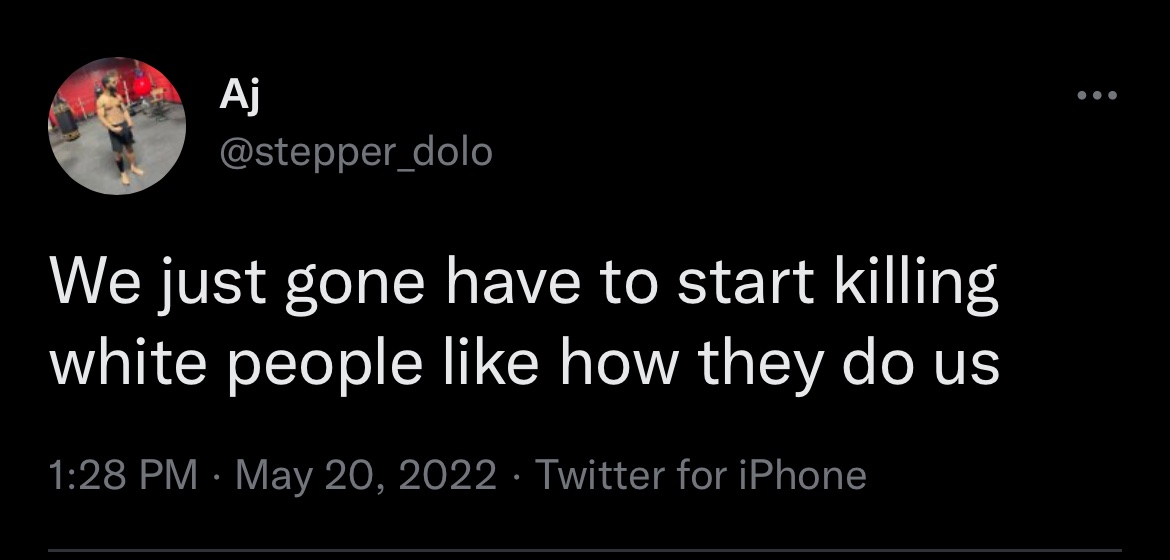 Aj
@stepper_dolo
We just gone have to start killing
white people like how they do us
1:28 PM · May 20, 2022 · Twitter for iPhone